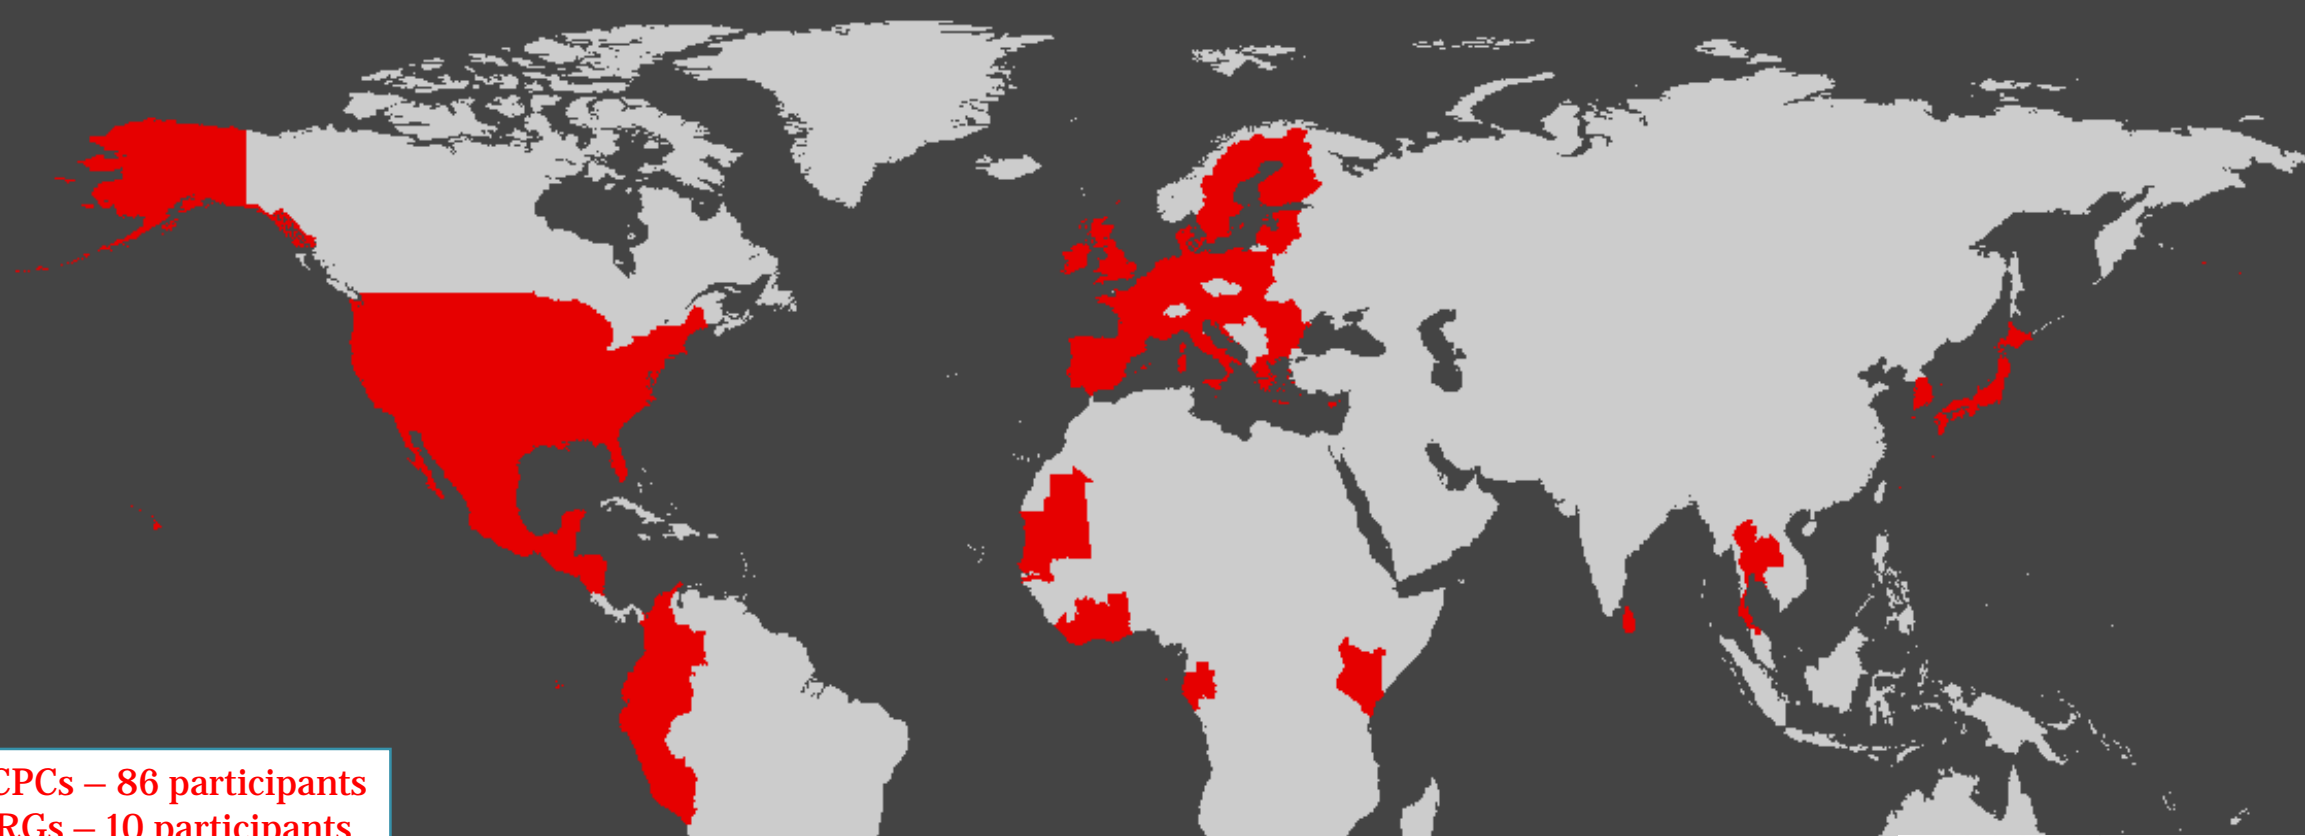 CPCs – 86 participants
RGs – 10 participants